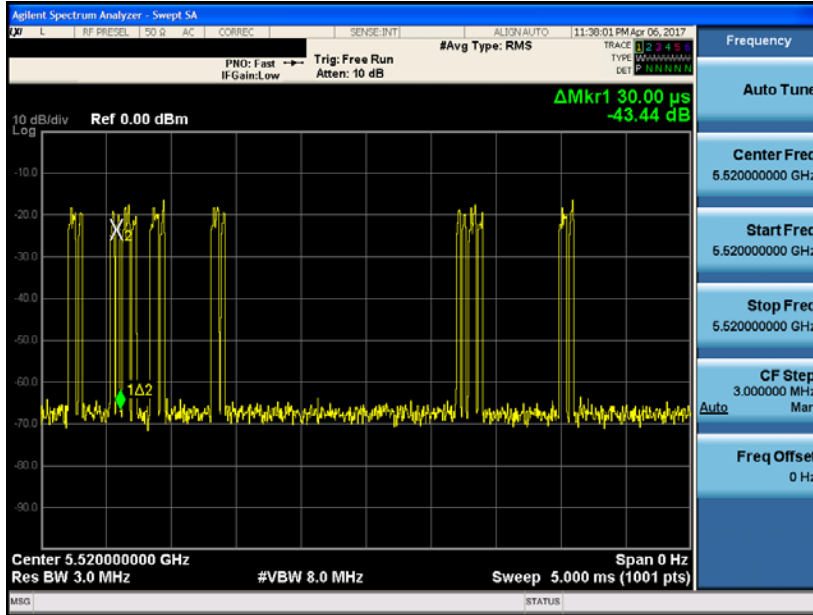 Agilent Spectrum Analyzer - Swept SA
LXI L RF PRESEL 50 Ω AC CORREC SENSE:INT ALIGN AUTO 11:38:01 PM Apr 06, 2017
PNO: Fast
IFGain:Low
Trig: Free Run
Atten: 10 dB
#Avg Type: RMS
TRACE 1 2 3 4 5 6
TYPE W
DET P N N N N N
ΔMkr1 30.00 µs
-43.44 dB
10 dB/div Ref 0.00 dBm
Log
-10.0
-20.0
-30.0
-40.0
-50.0
-60.0
-70.0
-80.0
-90.0
X2
1Δ2
Center 5.520000000 GHz Span 0 Hz
Res BW 3.0 MHz #VBW 8.0 MHz Sweep 5.000 ms (1001 pts)
MSG STATUS
Frequency
Auto Tune
Center Freq
5.520000000 GHz
Start Freq
5.520000000 GHz
Stop Freq
5.520000000 GHz
CF Step
3.000000 MHz
Auto Man
Freq Offset
0 Hz